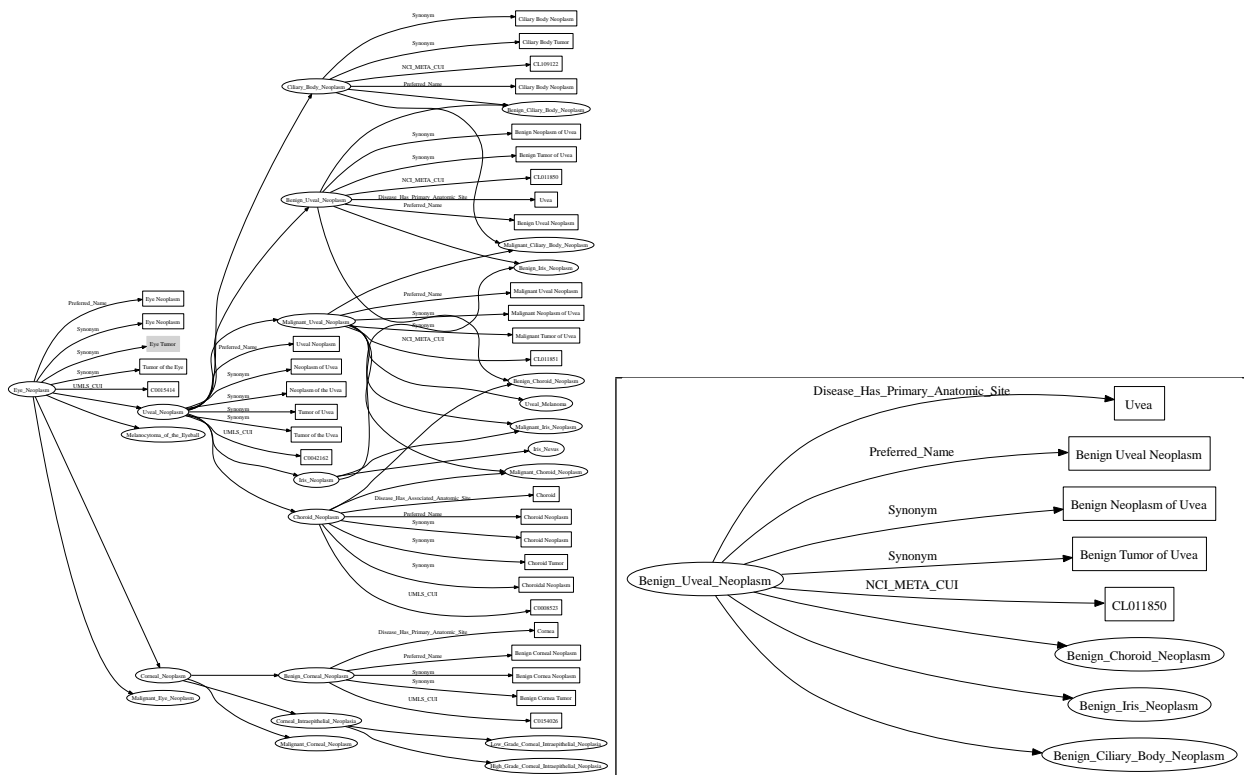 Synonym
Ciliary Body Neoplasm
Synonym
Ciliary Body Tumor
NCI_META_CUI
CL109122
Ciliary_Body_Neoplasm
Preferred_Name
Ciliary Body Neoplasm
Benign_Ciliary_Body_Neoplasm
Synonym
Benign Neoplasm of Uvea
Synonym
Benign Tumor of Uvea
NCI_META_CUI
CL011850
Benign_Uveal_Neoplasm
Disease_Has_Primary_Anatomic_Site
Uvea
Preferred_Name
Benign Uveal Neoplasm
Malignant_Ciliary_Body_Neoplasm
Benign_Iris_Neoplasm
Preferred_Name
Malignant Uveal Neoplasm
Synonym
Malignant Neoplasm of Uvea
Malignant_Uveal_Neoplasm
Synonym
Malignant Tumor of Uvea
NCI_META_CUI
CL011851
Preferred_Name
Eye Neoplasm
Synonym
Eye Neoplasm
Synonym
Eye Tumor
Synonym
Tumor of the Eye
Eye_Neoplasm
UMLS_CUI
C0015414
Uveal_Neoplasm
Melanocytoma_of_the_Eyeball
Preferred_Name
Uveal Neoplasm
Synonym
Neoplasm of Uvea
Synonym
Neoplasm of the Uvea
Synonym
Tumor of Uvea
Synonym
Tumor of the Uvea
UMLS_CUI
C0042162
Iris_Neoplasm
Benign_Choroid_Neoplasm
Uveal_Melanoma
Malignant_Iris_Neoplasm
Iris_Nevus
Malignant_Choroid_Neoplasm
Disease_Has_Associated_Anatomic_Site
Choroid
Choroid_Neoplasm
Preferred_Name
Choroid Neoplasm
Synonym
Choroid Neoplasm
Synonym
Choroid Tumor
Synonym
Choroidal Neoplasm
UMLS_CUI
C0008523
Disease_Has_Primary_Anatomic_Site
Cornea
Preferred_Name
Benign Corneal Neoplasm
Corneal_Neoplasm
Benign_Corneal_Neoplasm
Synonym
Benign Cornea Neoplasm
Synonym
Benign Cornea Tumor
UMLS_CUI
C0154026
Malignant_Eye_Neoplasm
Corneal_Intraepithelial_Neoplasia
Malignant_Corneal_Neoplasm
Low_Grade_Corneal_Intraepithelial_Neoplasia
High_Grade_Corneal_Intraepithelial_Neoplasia
Disease_Has_Primary_Anatomic_Site
Uvea
Preferred_Name
Benign Uveal Neoplasm
Synonym
Benign Neoplasm of Uvea
Synonym
Benign Tumor of Uvea
Benign_Uveal_Neoplasm
NCI_META_CUI
CL011850
Benign_Choroid_Neoplasm
Benign_Iris_Neoplasm
Benign_Ciliary_Body_Neoplasm